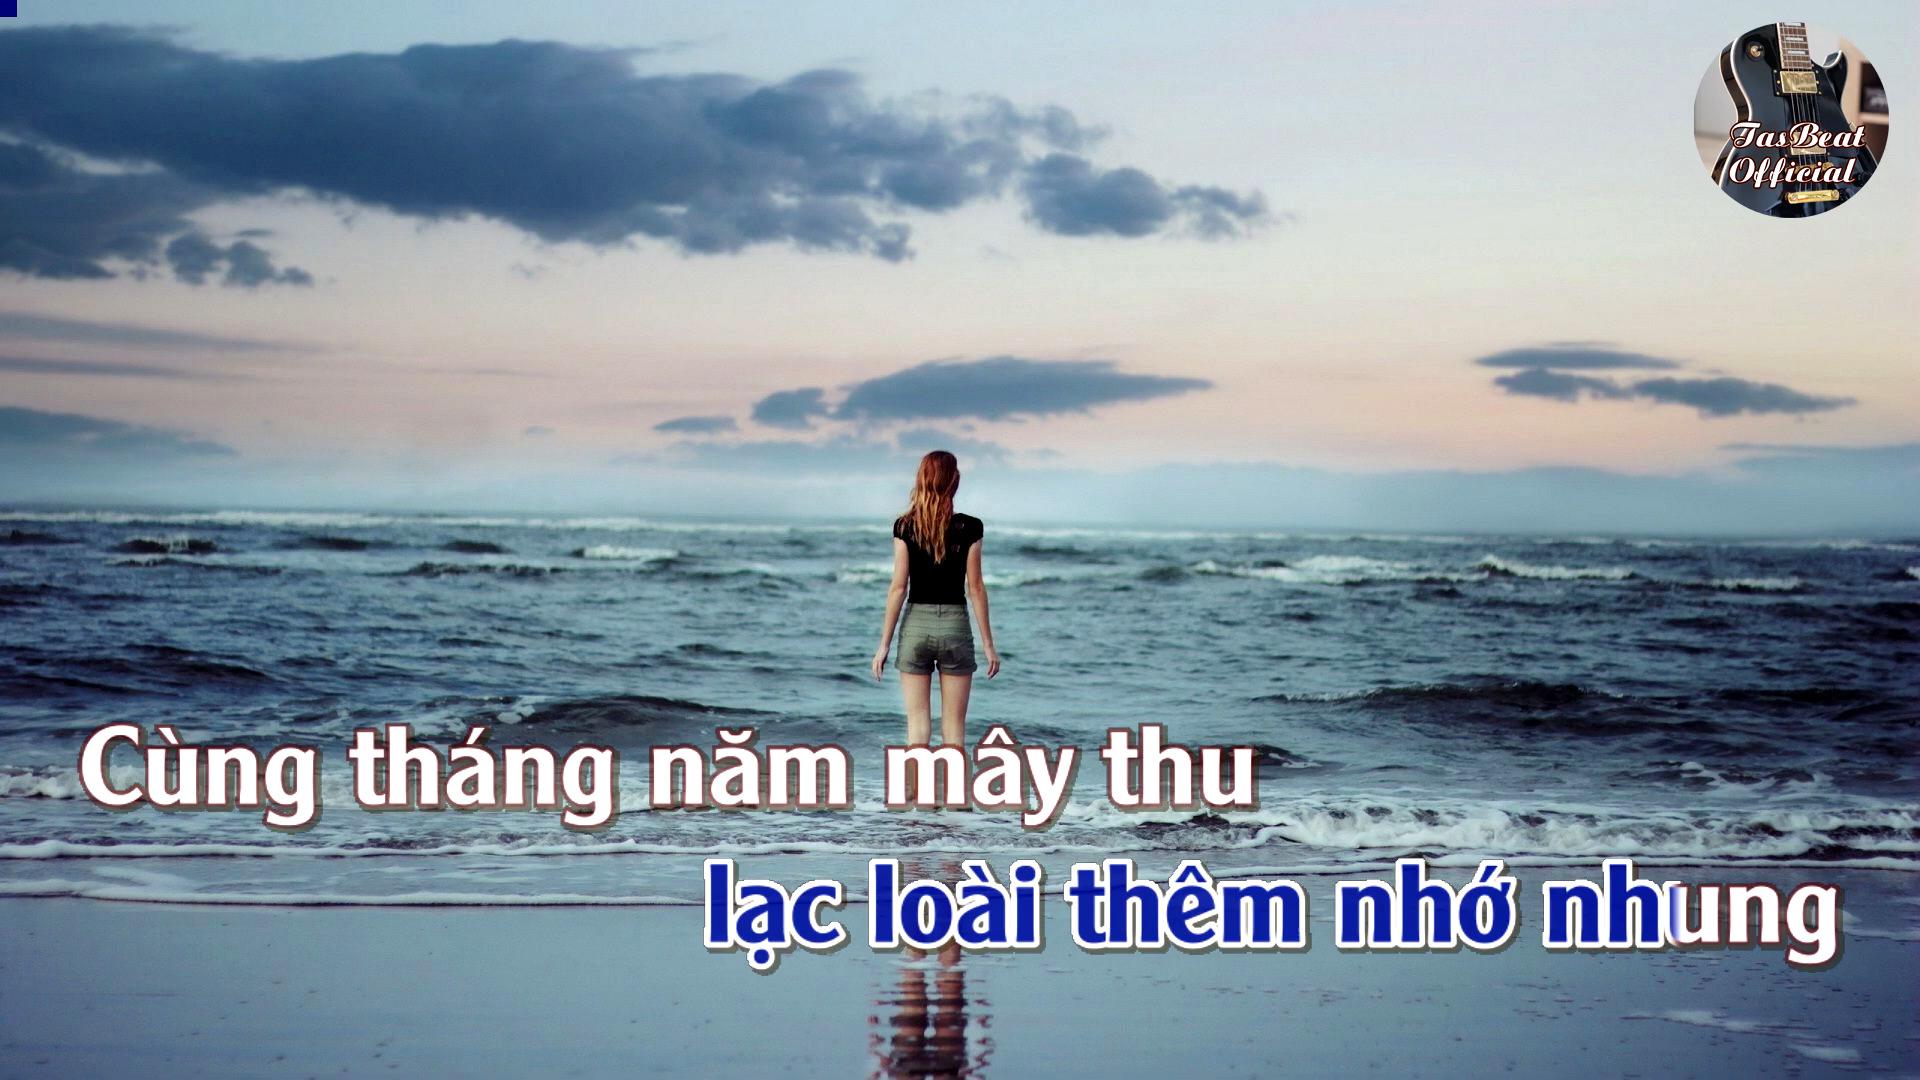 TasBeat
Official
Cùng tháng năm mây thu
lạc loài thêm nhớ nhung